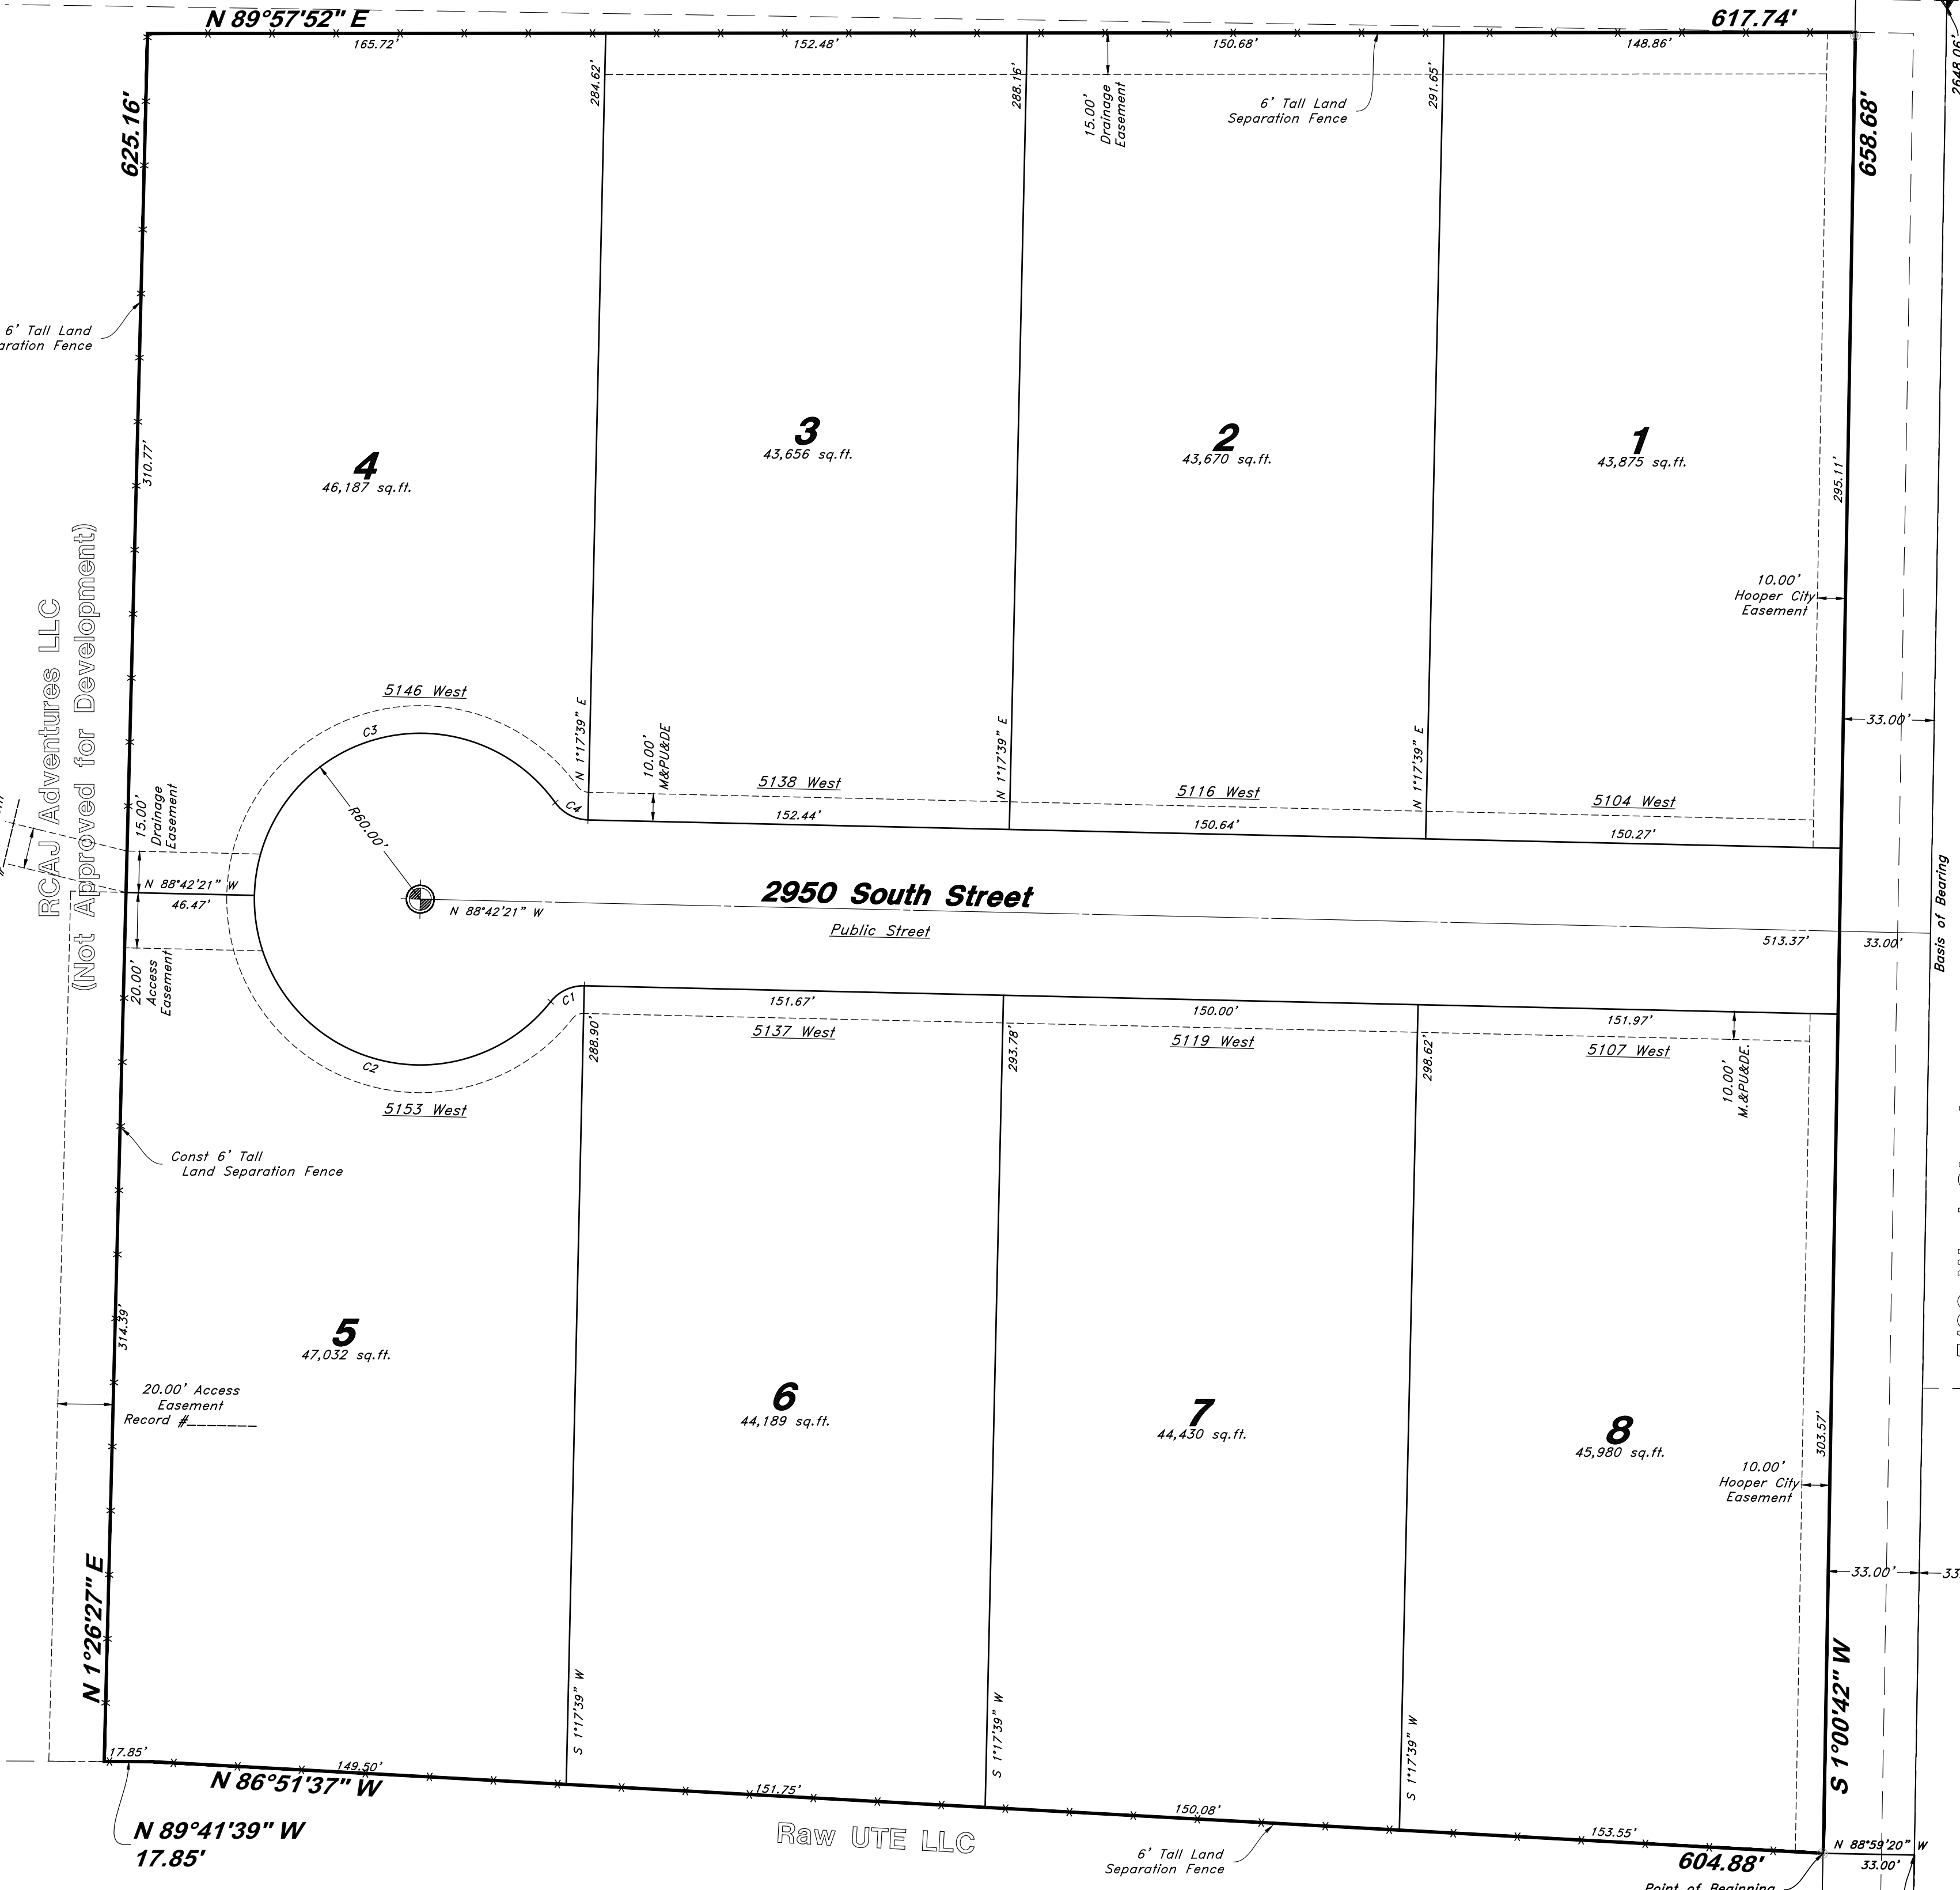 N 89°57'52" E
617.74'
165.72'
152.48'
150.68'
148.86'
2648.06'
625.16'
658.68'
284.62'
288.16'
291.65'
15.00'
Drainage
Easement
6' Tall Land
Separation Fence
6' Tall Land
aration Fence
310.77'
295.11'
4
46,187 sq.ft.
3
43,656 sq.ft.
2
43,670 sq.ft.
1
43,875 sq.ft.
10.00'
Hooper City
Easement
RCAJ Adventures LLC
(Not Approved for Development)
33.00'
5146 West
C3
C4
R60.00'
N 1°17'39" E
N 1°17'39" E
N 1°17'39" E
10.00'
M&PU&DE
5138 West
5116 West
5104 West
152.44'
150.64'
150.27'
15.00'
Drainage
Easement
N 88°42'21" W
46.47'
20.00'
Access
Easement
N 88°42'21" W
2950 South Street
Public Street
513.37'
33.00'
Basis of Bearing
C1
C2
151.67'
150.00'
151.97'
5137 West
5119 West
5107 West
5153 West
288.90'
293.78'
298.62'
10.00'
M.&PU&DE.
Const 6' Tall
Land Separation Fence
314.39'
303.57'
5
47,032 sq.ft.
6
44,189 sq.ft.
7
44,430 sq.ft.
8
45,980 sq.ft.
20.00' Access
Easement
Record #_______
10.00'
Hooper City
Easement
33.00'
33
N 1°26'27" E
S 1°17'39" W
S 1°17'39" W
S 1°17'39" W
S 1°00'42" W
17.85'
149.50'
151.75'
150.08'
153.55'
N 86°51'37" W
604.88'
N 89°41'39" W
17.85'
Raw UTE LLC
6' Tall Land
Separation Fence
N 88°59'20" W
33.00'
Point of Beginning